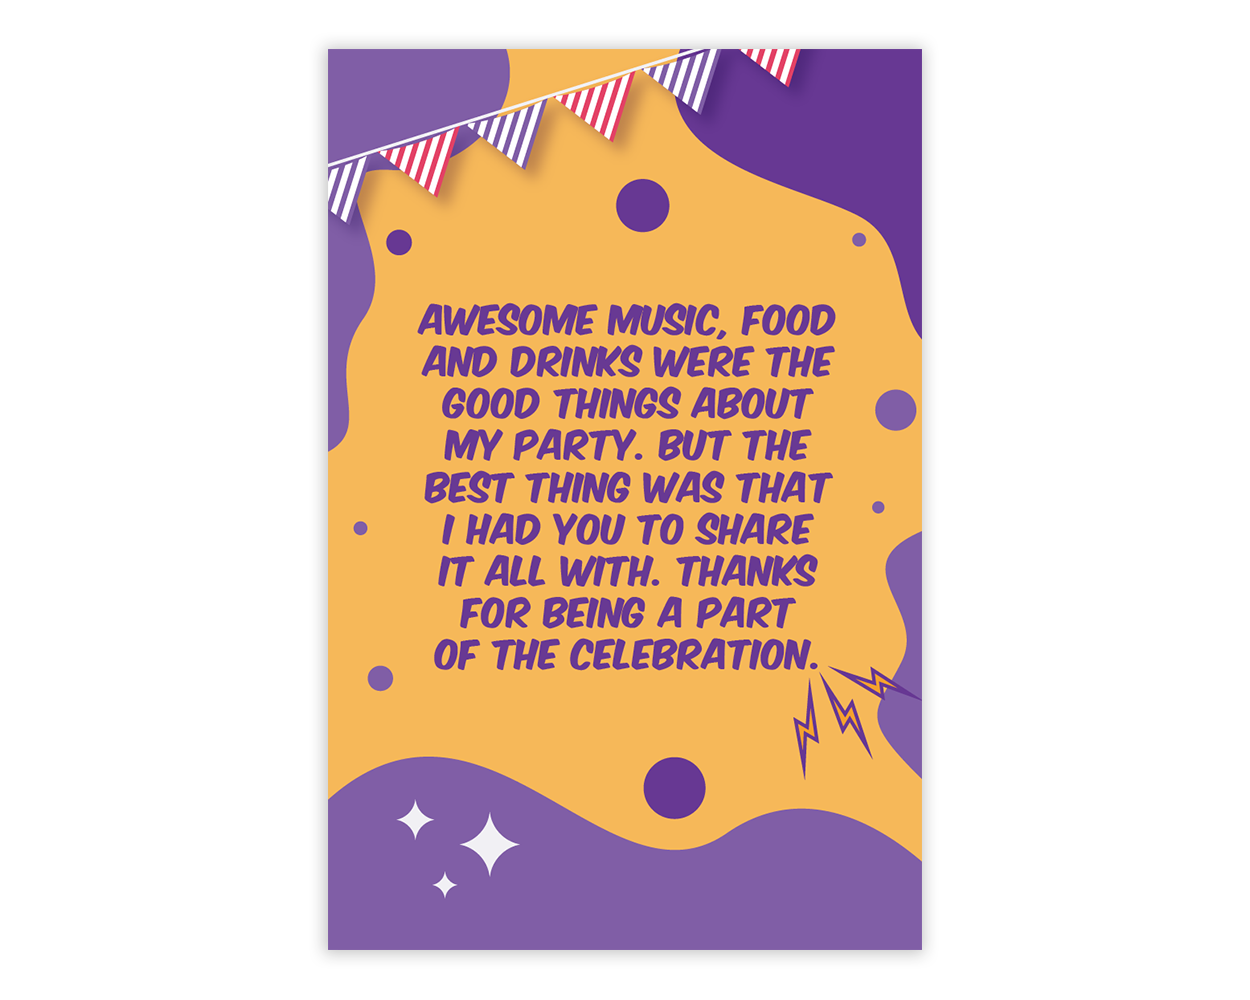 AWESOME MUSIC, FOOD
AND DRINKS WERE THE
GOOD THINGS ABOUT
MY PARTY. BUT THE
BEST THING WAS THAT
I HAD YOU TO SHARE
IT ALL WITH. THANKS
FOR BEING A PART
OF THE CELEBRATION.